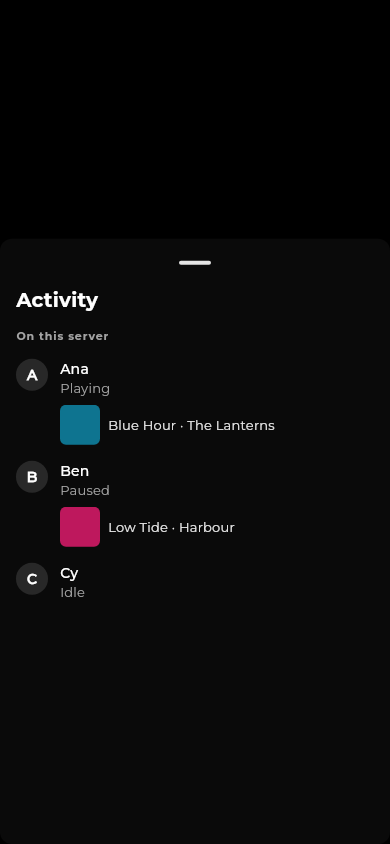 Activity
On this server
A
Ana
Playing
Blue Hour · The Lanterns
B
Ben
Paused
Low Tide · Harbour
C
Cy
Idle